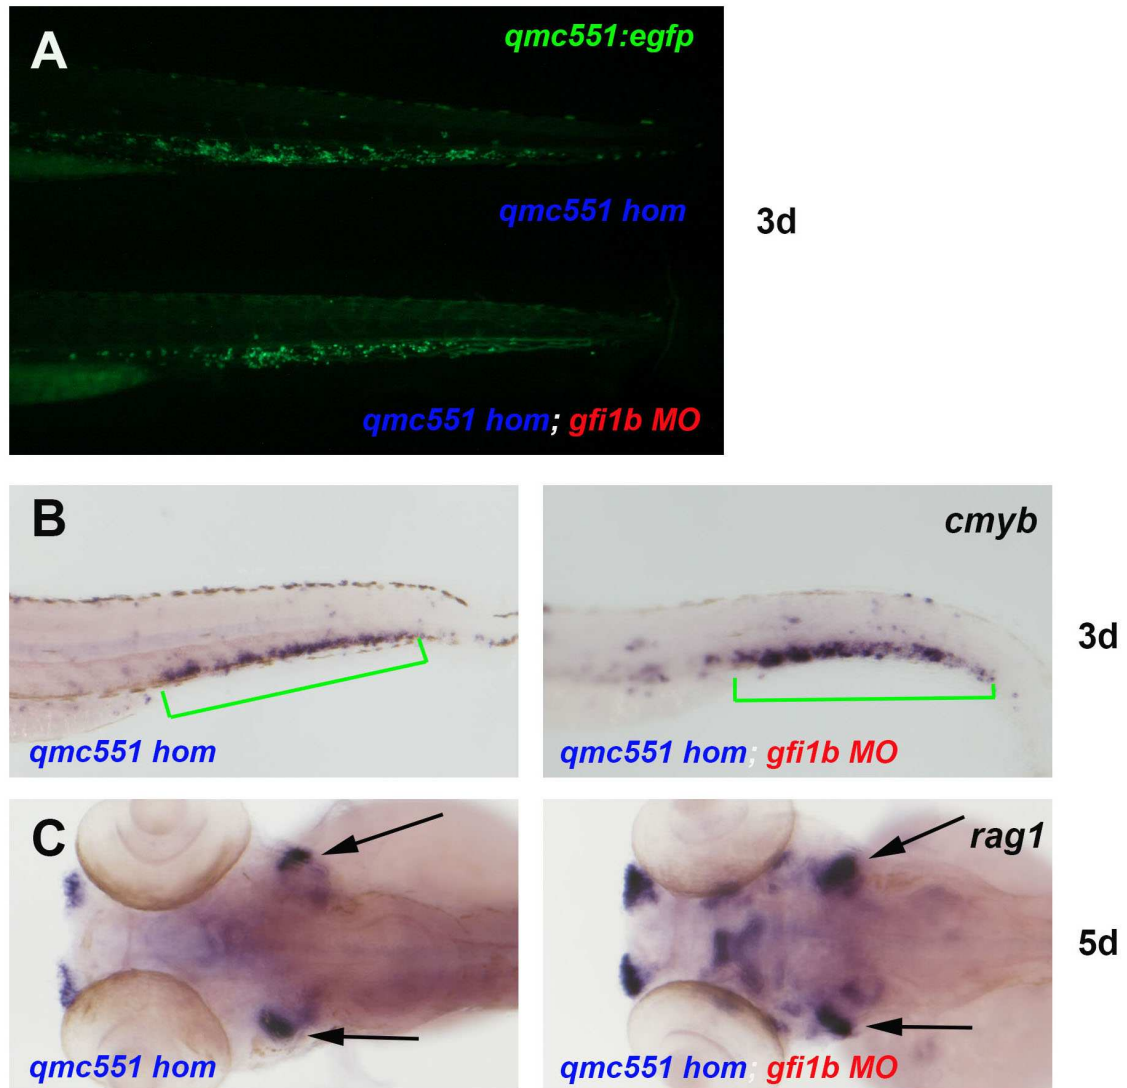 A
qmc551:egfp
qmc551 hom
3d
qmc551 hom; gfi1b MO
B
cmyb
3d
qmc551 hom
qmc551 hom; gfi1b MO
C
rag1
5d
qmc551 hom
qmc551 hom; gfi1b MO